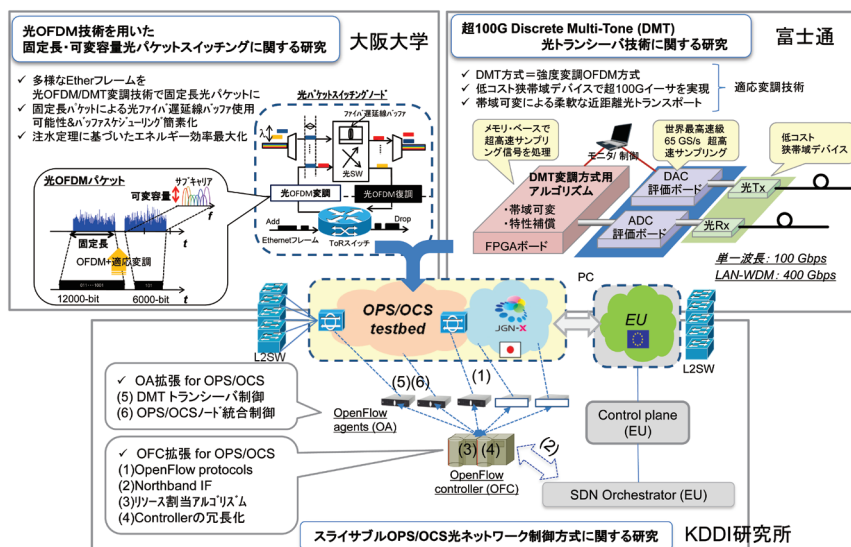 光OFDM技術を用いた
固定長・可変容量光パケットスイッチングに関する研究
大阪大学
✓ 多様なEtherフレームを
光OFDM/DMT変調技術で固定長光パケットに
✓ 固定長パケットによる光ファイバ遅延線バッファ使用
可能性&バッファスケジューリング簡素化
✓ 注水定理に基づいたエネルギー効率最大化
光パケットスイッチングノード
ファイバ遅延線バッファ
λ
光SW
光OFDM変調
光OFDM復調
Add
Drop
Ethernetフレーム
ToRスイッチ
光OFDMパケット
サブキャリア
可変容量
f
固定長
t
OFDM+適応変調
011・・・1001
101
t
12000-bit
6000-bit
超100G Discrete Multi-Tone (DMT)
光トランシーバ技術に関する研究
富士通
✓ DMT方式=強度変調OFDM方式
✓ 低コスト狭帯域デバイスで超100Gイーサを実現
✓ 帯域可変による柔軟な近距離光トランスポート
適応変調技術
メモリ・ベースで
超高速サンプリ
ング信号を処理
モニタ/制御
世界最高速級
65 GS/s 超高
速サンプリング
低コスト
狭帯域デバイス
DMT変調方式用
アルゴリズム
・帯域可変
・特性補償
FPGAボード
DAC
評価ボード
ADC
評価ボード
光Tx
光Rx
単一波長:100 Gbps
LAN-WDM:400 Gbps
PC
L2SW
OPS/OCS
testbed
JGN-X
EU
L2SW
✓ OA拡張 for OPS/OCS
(5) DMTトランシーバ制御
(6) OPS/OCSノード統合制御
(5)(6)
(1)
OpenFlow
agents (OA)
Control plane
(EU)
✓ OFC拡張 for OPS/OCS
(1)OpenFlow protocols
(2)Northband IF
(3)リソース割当アルゴリズム
(4)Controllerの冗長化
(3)
(4)
(2)
OpenFlow
controller (OFC)
SDN Orchestrator (EU)
スライサブルOPS/OCS光ネットワーク制御方式に関する研究
KDDI研究所